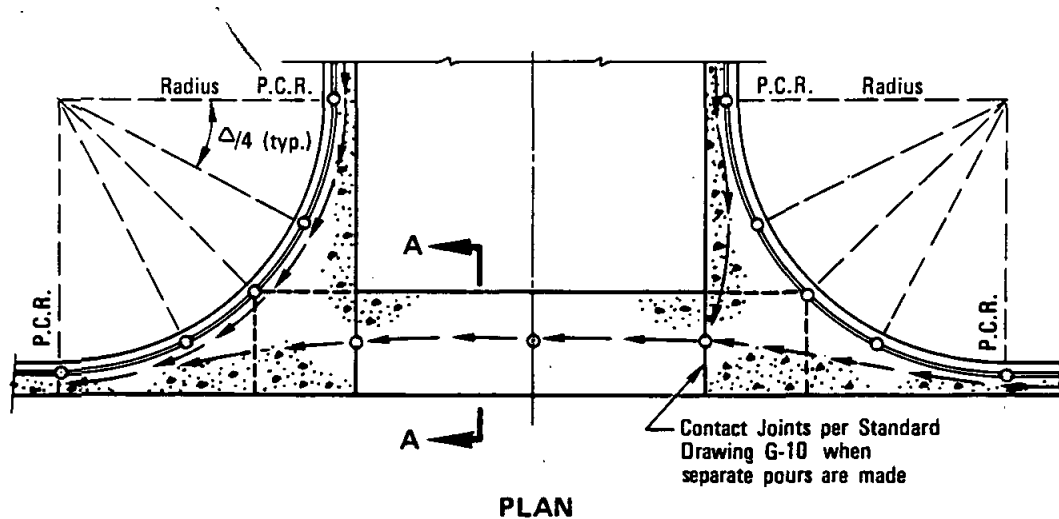 Radius P.C.R.
P.C.R. Radius
Δ/4 (typ.)
A
P.C.R.
P.C.R.
A
Contact Joints per Standard
Drawing G-10 when
separate pours are made
PLAN